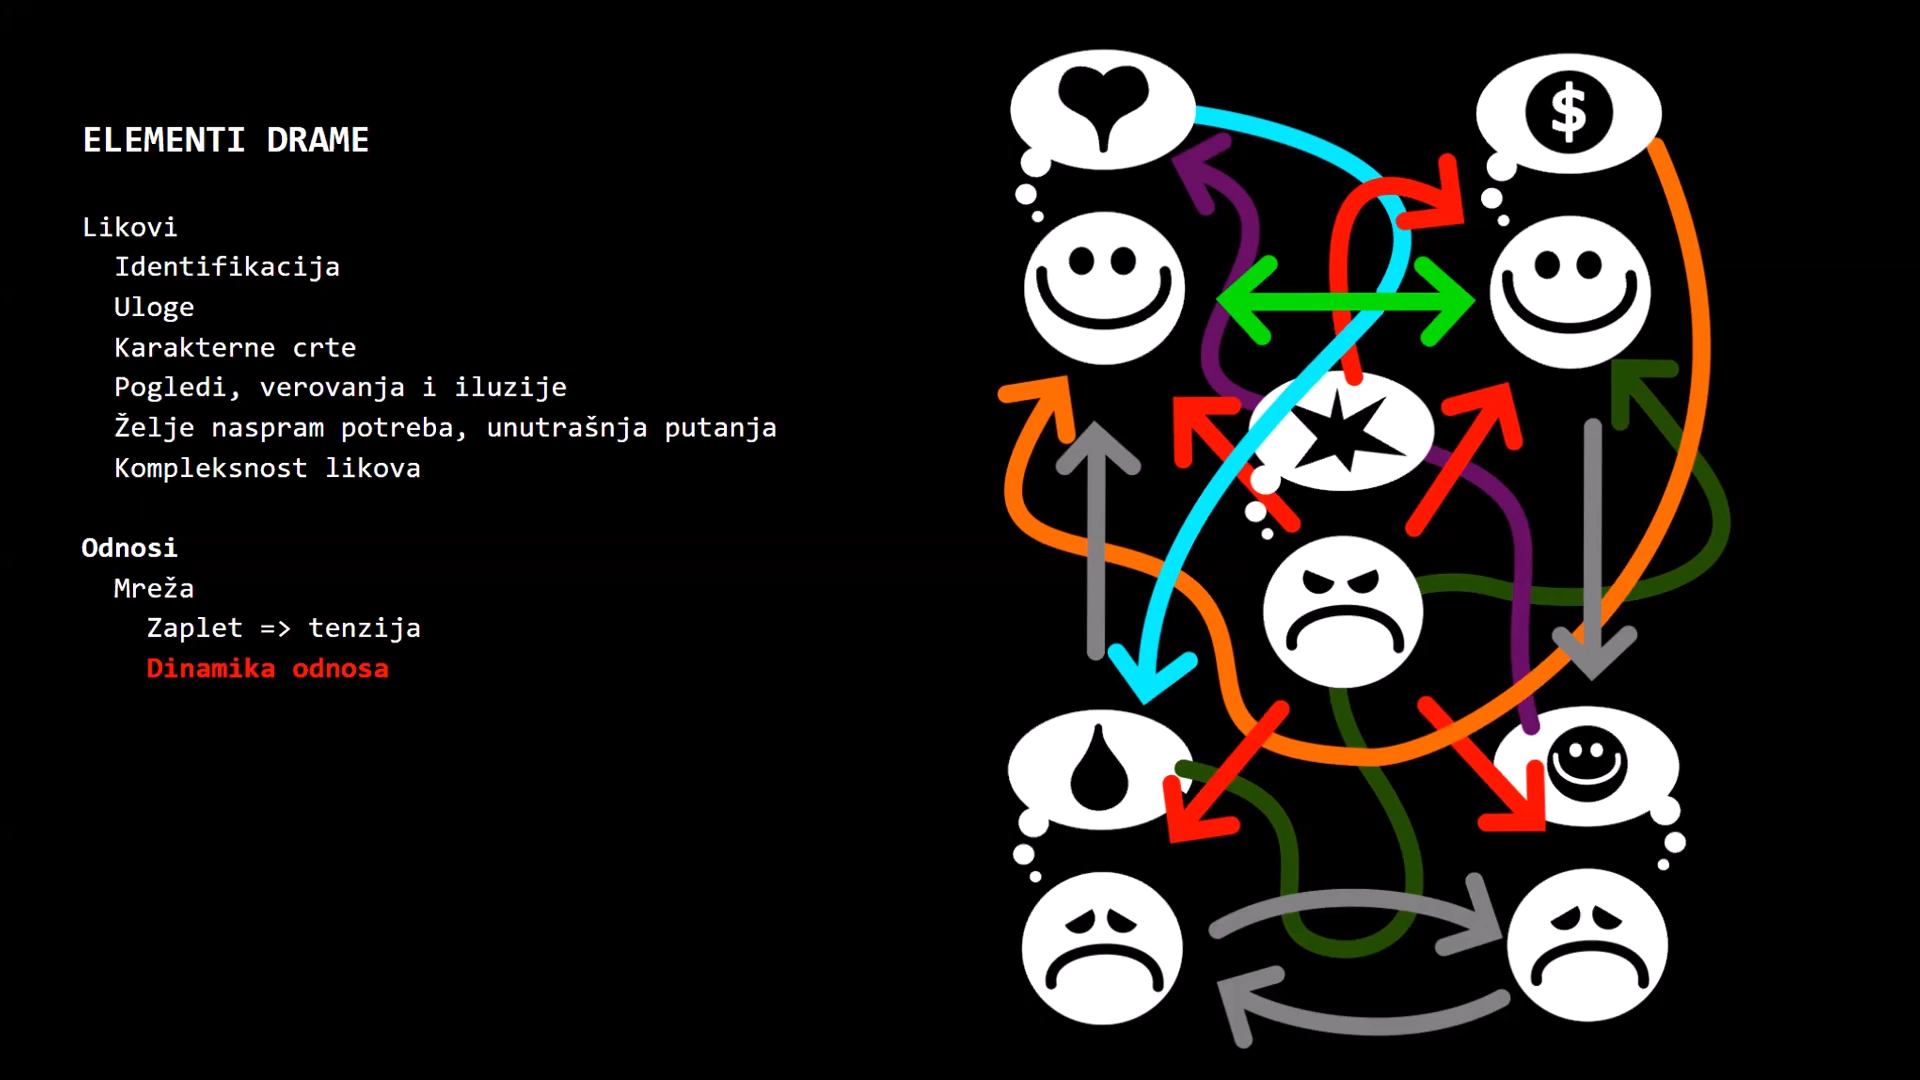 ELEMENTI DRAME
Likovi
Identifikacija
Uloge
Karakterne crte
Pogledi, verovanja i iluzije
Želje naspram potreba, unutrašnja putanja
Kompleksnost likova
Odnosi
Mreža
Zaplet => tenzija
Dinamika odnosa
$